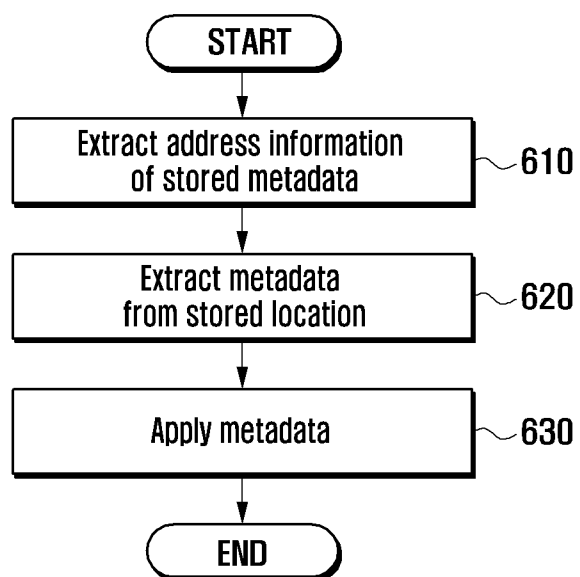 START
Extract address information
of stored metadata
610
Extract metadata
from stored location
620
Apply metadata
630
END